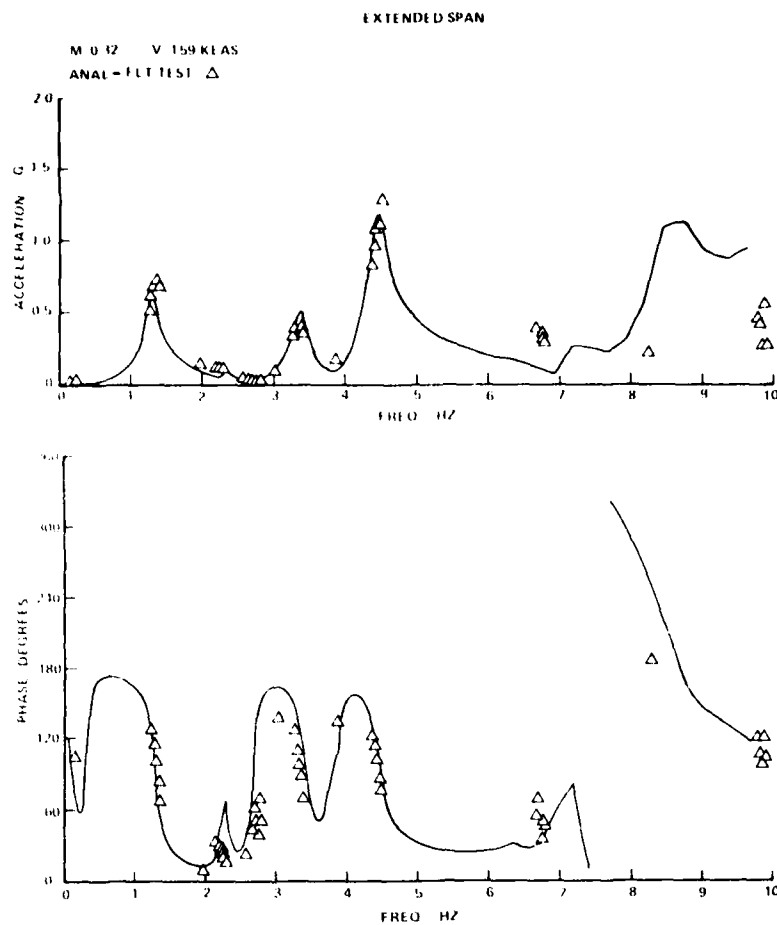 EXTENDED SPAN
M 0.32 V 159 KEAS
ANAL – FLT TEST △
2.0
1.5
1.0
0.5
0
ACCELERATION G
0 1 2 3 4 5 6 7 8 9 10
FREQ HZ
300
240
180
120
60
0
PHASE DEGREES
0 1 2 3 4 5 6 7 8 9 10
FREQ HZ